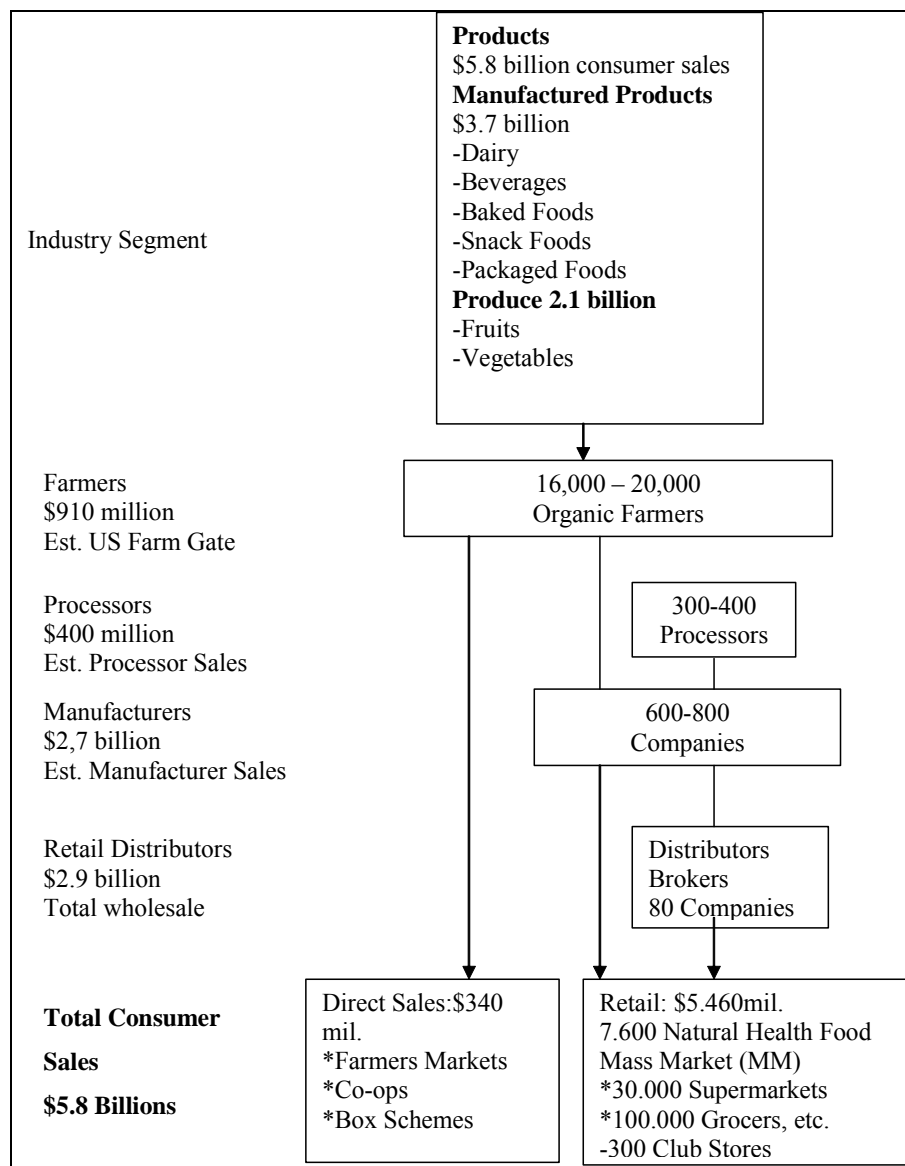 Products
$5.8 billion consumer sales
Manufactured Products
$3.7 billion
-Dairy
-Beverages
-Baked Foods
-Snack Foods
-Packaged Foods
Produce 2.1 billion
-Fruits
-Vegetables
Industry Segment
Farmers
$910 million
Est. US Farm Gate
16,000 – 20,000
Organic Farmers
Processors
$400 million
Est. Processor Sales
300-400
Processors
Manufacturers
$2,7 billion
Est. Manufacturer Sales
600-800
Companies
Retail Distributors
$2.9 billion
Total wholesale
Distributors
Brokers
80 Companies
Total Consumer
Sales
$5.8 Billions
Direct Sales:$340
mil.
*Farmers Markets
*Co-ops
*Box Schemes
Retail: $5.460mil.
7.600 Natural Health Food
Mass Market (MM)
*30.000 Supermarkets
*100.000 Grocers, etc.
-300 Club Stores